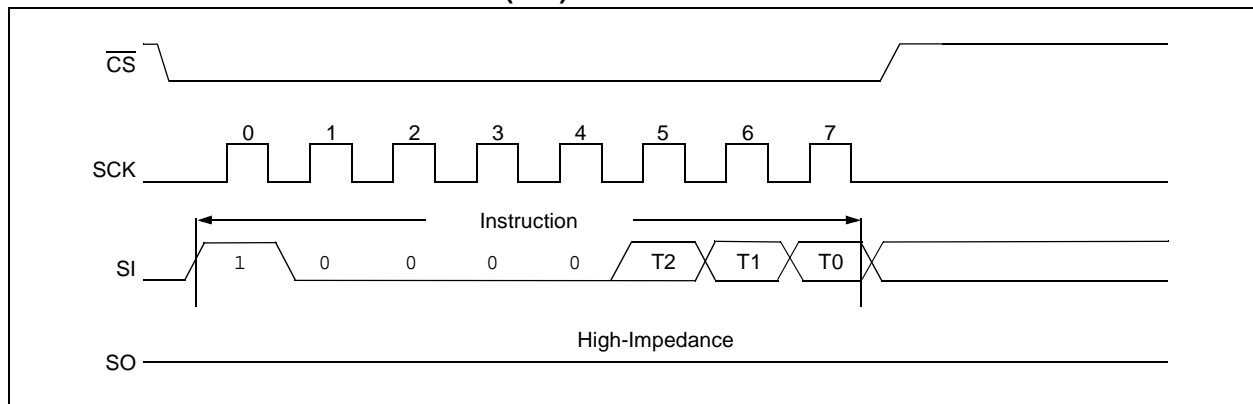 CS
0 1 2 3 4 5 6 7
SCK
Instruction
SI 1 0 0 0 0 T2 T1 T0
High-Impedance
SO